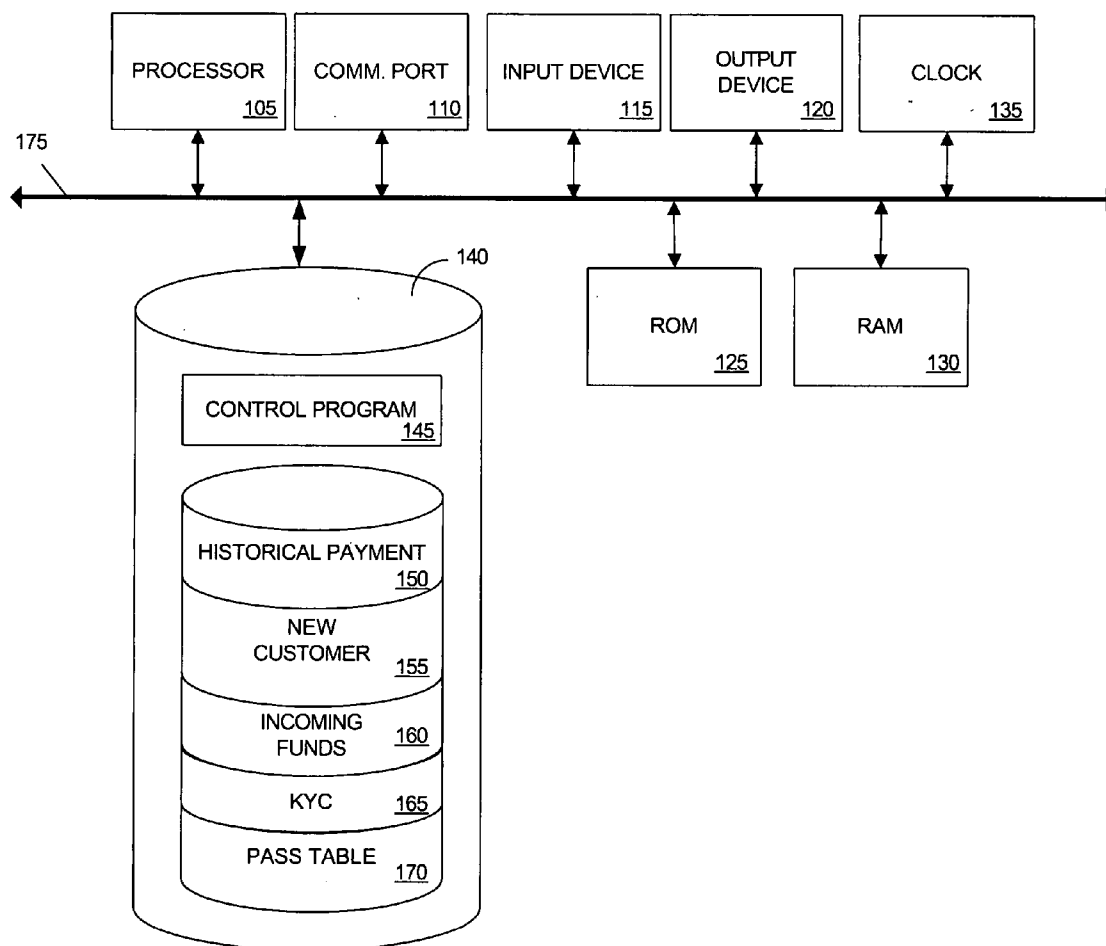 PROCESSOR
105
COMM. PORT
110
INPUT DEVICE
115
OUTPUT
DEVICE
120
CLOCK
135
175
140
ROM
125
RAM
130
CONTROL PROGRAM
145
HISTORICAL PAYMENT
150
NEW
CUSTOMER
155
INCOMING
FUNDS
160
KYC
165
PASS TABLE
170